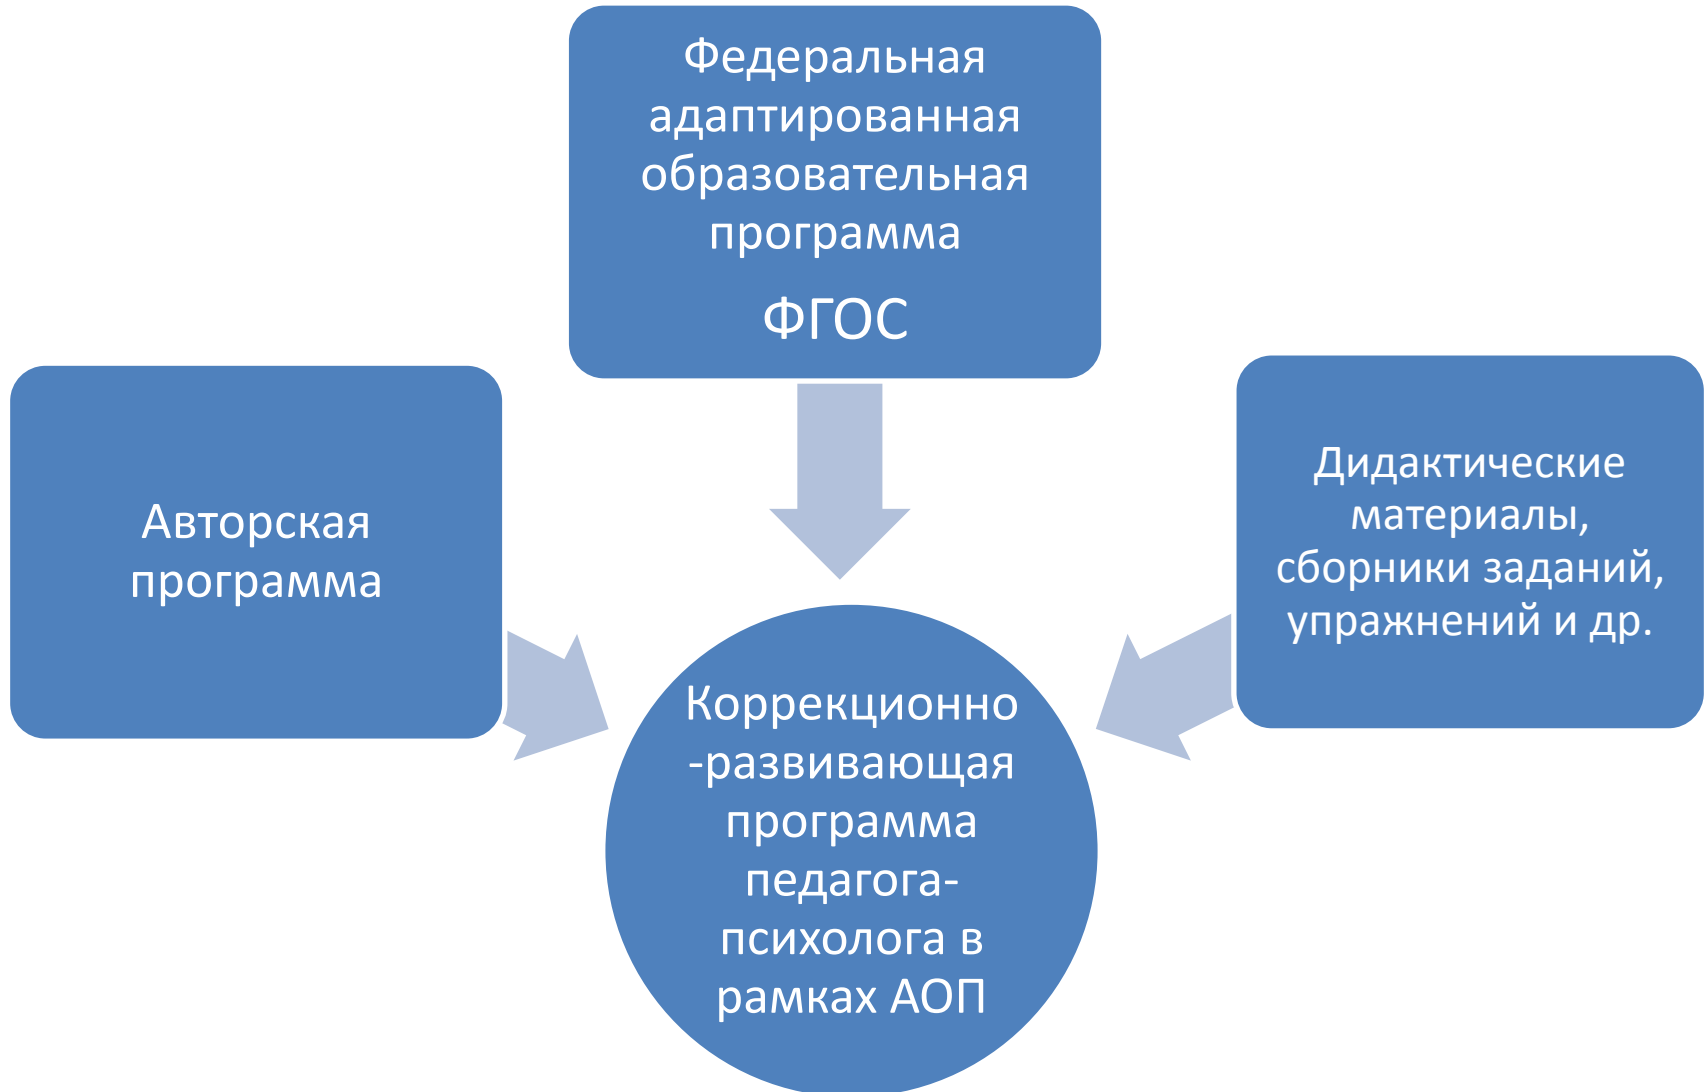 Федеральная
адаптированная
образовательная
программа
ФГОС
Авторская
программа
Дидактические
материалы,
сборники заданий,
упражнений и др.
Коррекционно
-развивающая
программа
педагога-
психолога в
рамках АОП